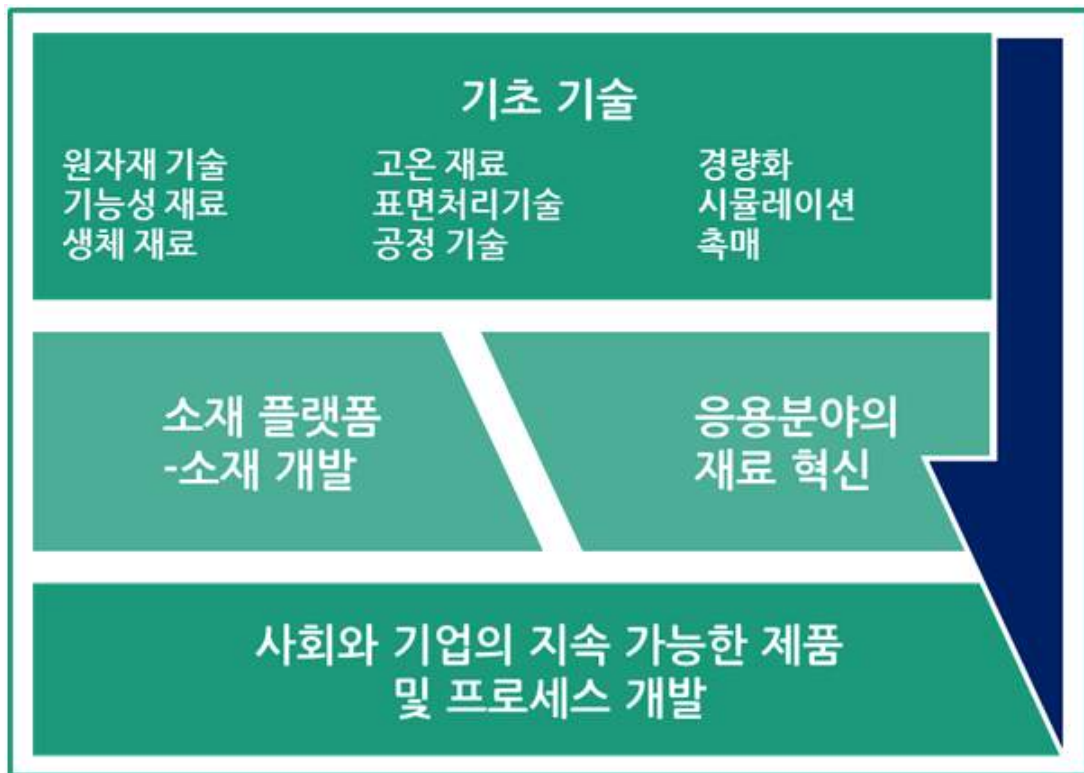 기초 기술
원자재 기술
기능성 재료
생체 재료
고온 재료
표면처리기술
공정 기술
경량화
시뮬레이션
촉매
소재 플랫폼
-소재 개발
응용분야의
재료 혁신
사회와 기업의 지속 가능한 제품
및 프로세스 개발